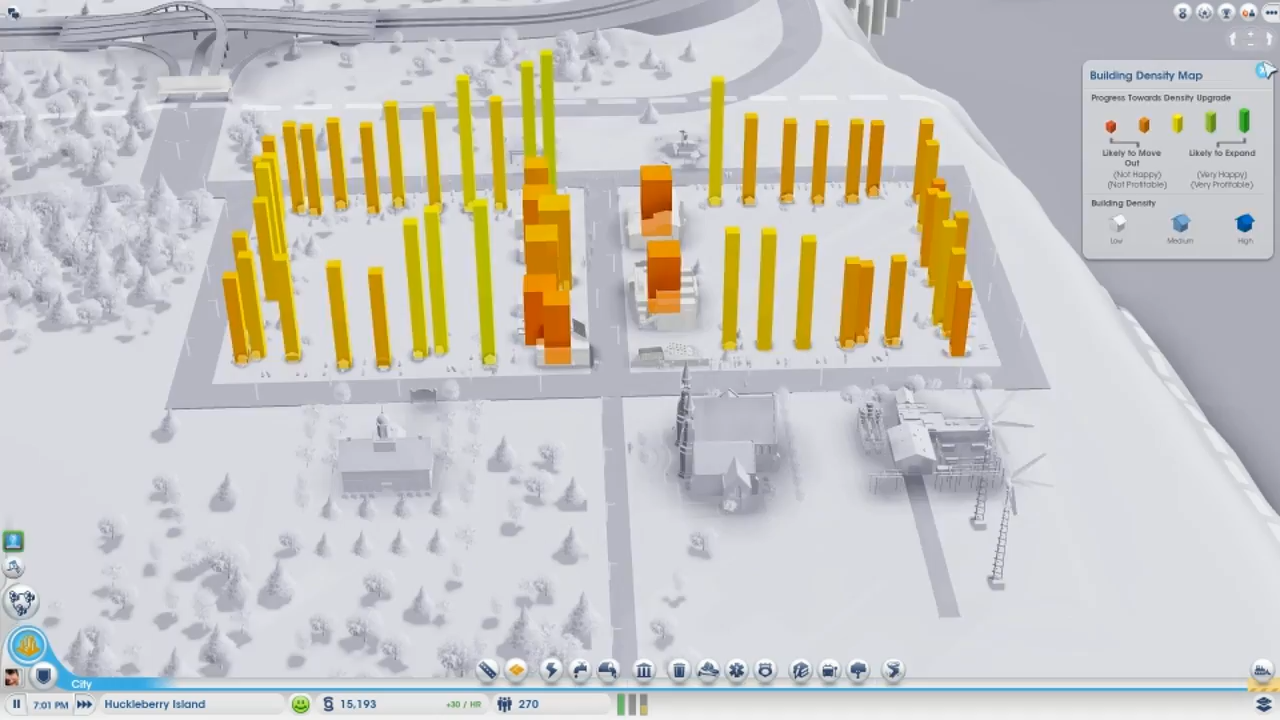 Building Density Map
Progress Towards Density Upgrade
Likely to Move Out
(Not Happy)
(Not Profitable)
Likely to Expand
(Very Happy)
(Very Profitable)
Building Density
Low
Medium
High
City
7:01 PM
Huckleberry Island
15,193
+30 / HR
270